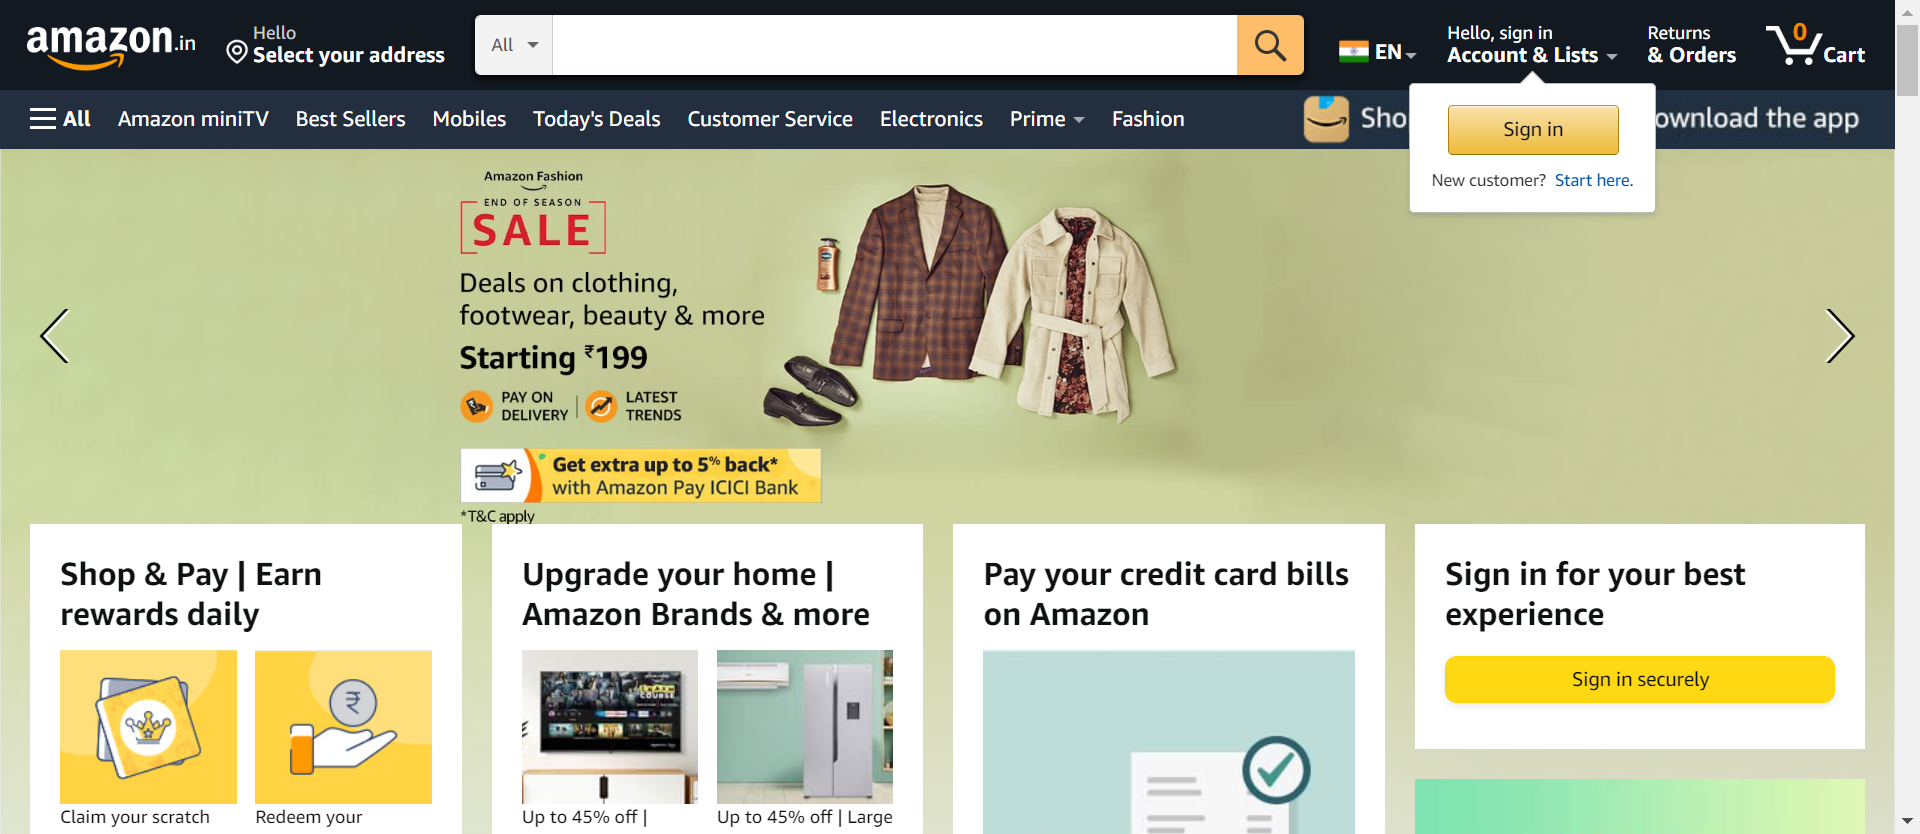 amazon.in
Hello
Select your address
All
EN
Hello, sign in
Account & Lists
Returns
& Orders
0
Cart
All
Amazon miniTV
Best Sellers
Mobiles
Today's Deals
Customer Service
Electronics
Prime
Fashion
Sho
ownload the app
Sign in
New customer? Start here.
Amazon Fashion
END OF SEASON
SALE
Deals on clothing,
footwear, beauty & more
Starting ₹199
PAY ON
DELIVERY
LATEST
TRENDS
Get extra up to 5% back*
with Amazon Pay ICICI Bank
*T&C apply
Shop & Pay | Earn
rewards daily
Claim your scratch
Redeem your
Upgrade your home |
Amazon Brands & more
Up to 45% off |
Up to 45% off | Large
Pay your credit card bills
on Amazon
Sign in for your best
experience
Sign in securely